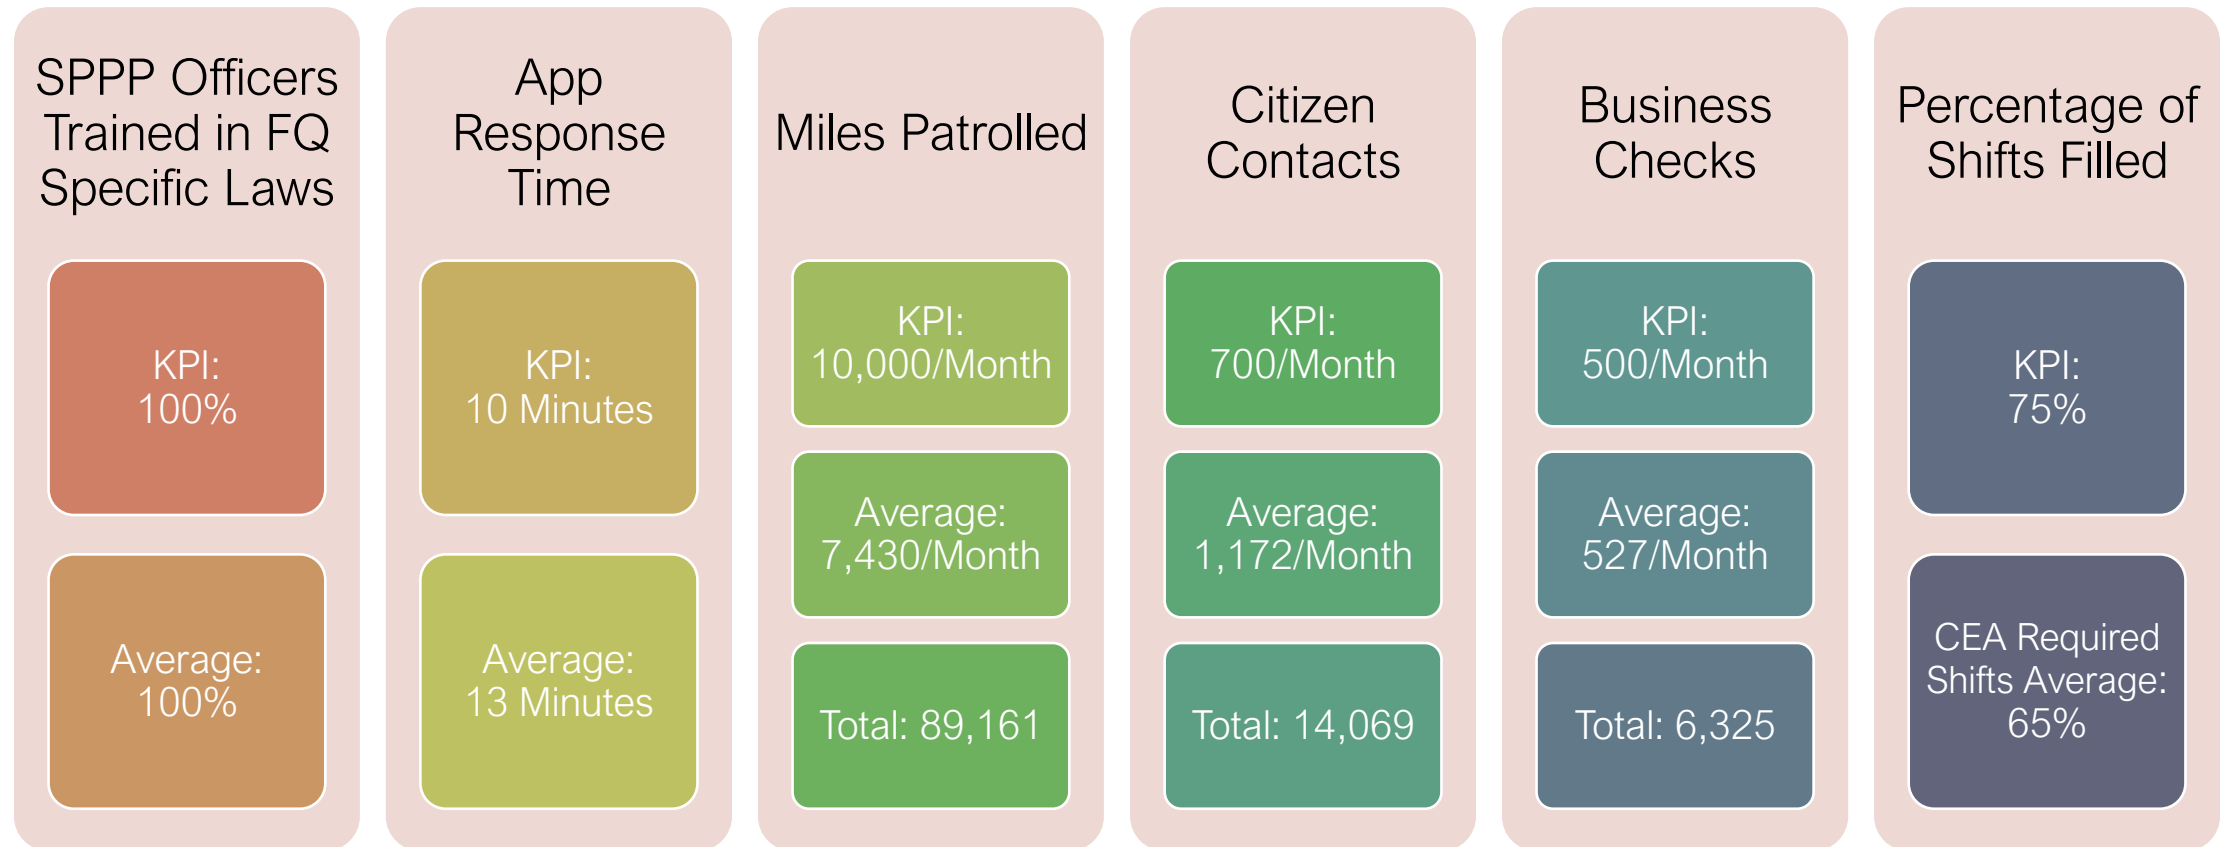 SPPP Officers
Trained in FQ
Specific Laws
KPI:
100%
Average:
100%
App
Response
Time
KPI:
10 Minutes
Average:
13 Minutes
Miles Patrolled
KPI:
10,000/Month
Average:
7,430/Month
Total: 89,161
Citizen
Contacts
KPI:
700/Month
Average:
1,172/Month
Total: 14,069
Business
Checks
KPI:
500/Month
Average:
527/Month
Total: 6,325
Percentage of
Shifts Filled
KPI:
75%
CEA Required
Shifts Average:
65%